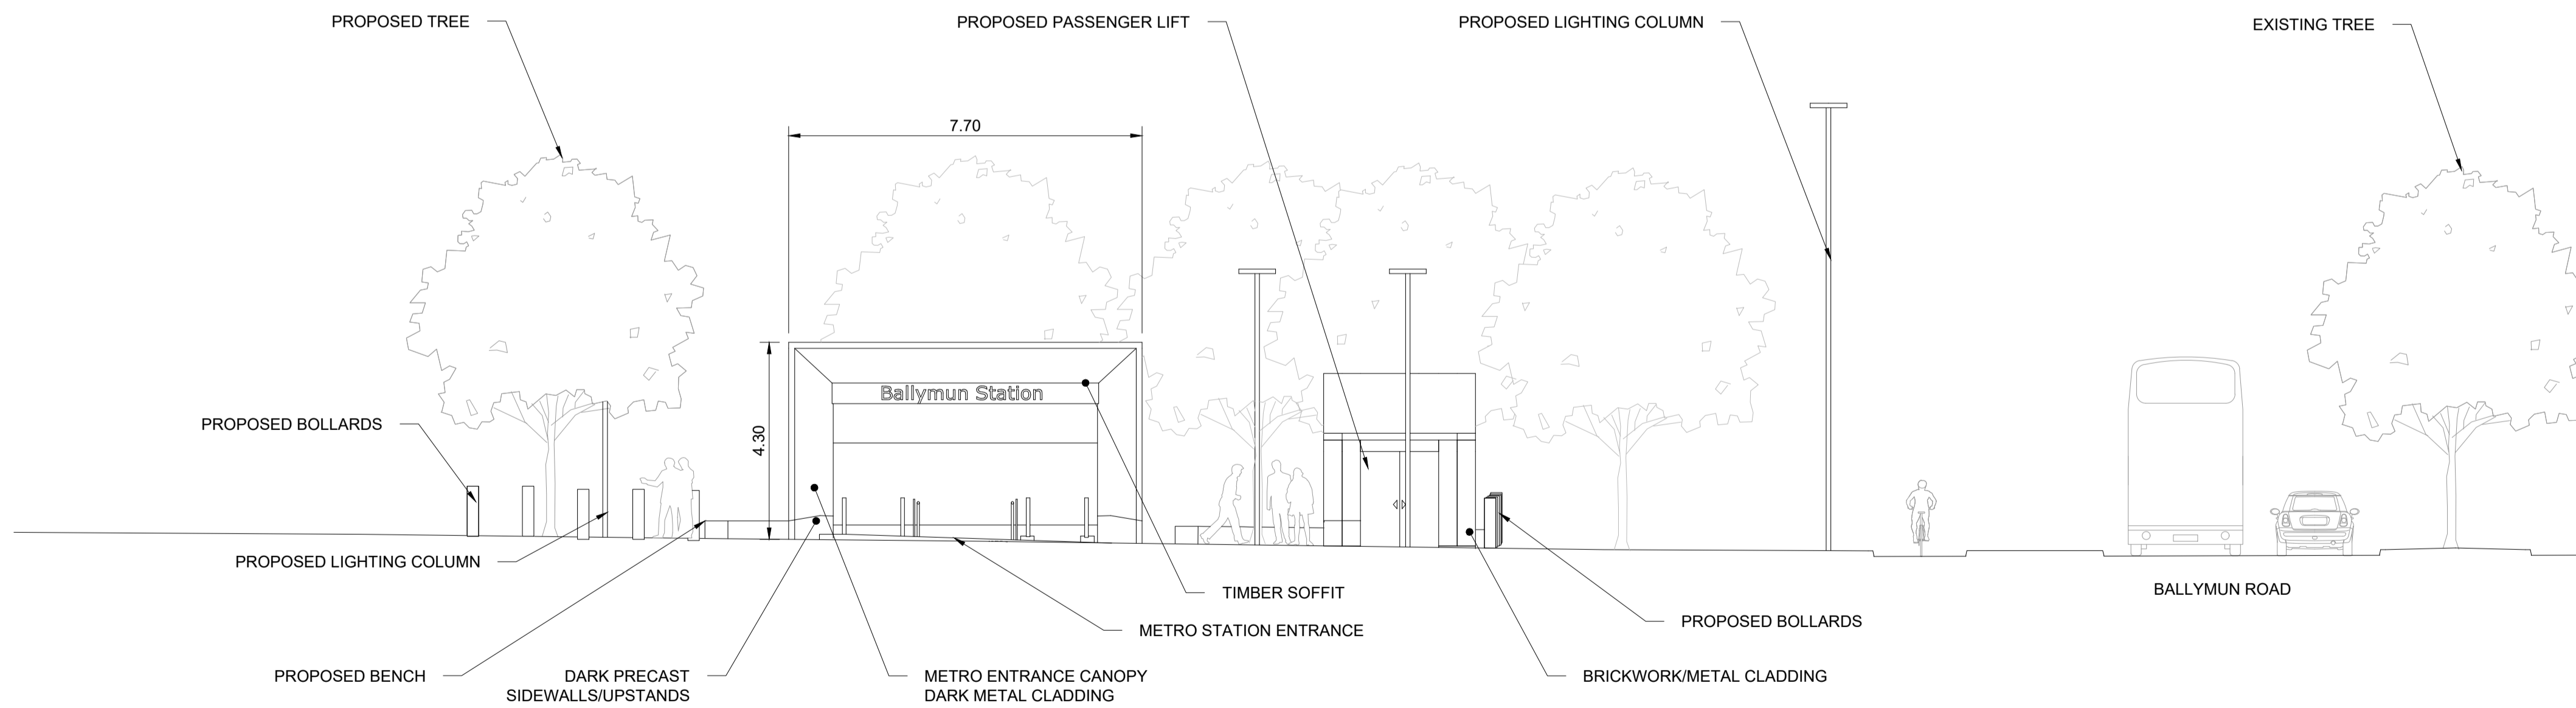 PROPOSED TREE
PROPOSED PASSENGER LIFT
PROPOSED LIGHTING COLUMN
EXISTING TREE
7.70
Ballymun Station
4.30
PROPOSED BOLLARDS
PROPOSED LIGHTING COLUMN
TIMBER SOFFIT
BALLYMUN ROAD
METRO STATION ENTRANCE
PROPOSED BOLLARDS
PROPOSED BENCH
DARK PRECAST
SIDEWALLS/UPSTANDS
METRO ENTRANCE CANOPY
DARK METAL CLADDING
BRICKWORK/METAL CLADDING